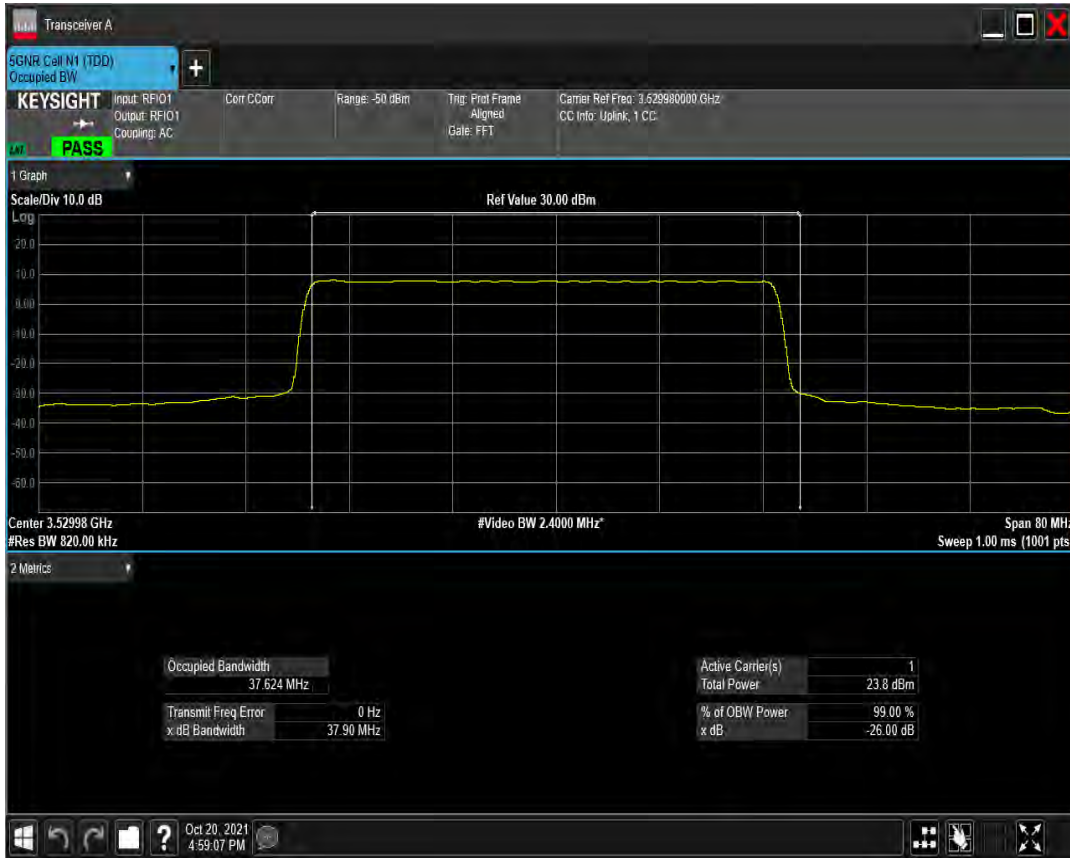 Transceiver A
5GNR Cell N1 (TDD)
Occupied BW
+
KEYSIGHT
Input: RFIO1
Output: RFIO1
Coupling: AC
Corr CCorr
Range: -50 dBm
Trig: Prot Frame
Aligned
Gate: FFT
Carrier Ref Freq: 3.529980000 GHz
CC Info: Uplink, 1 CC
PASS
1 Graph
Scale/Div 10.0 dB
Ref Value 30.00 dBm
Log
20.0
10.0
0.00
-10.0
-20.0
-30.0
-40.0
-50.0
-60.0
Center 3.52998 GHz
#Video BW 2.4000 MHz*
Span 80 MHz
#Res BW 820.00 kHz
Sweep 1.00 ms (1001 pts
2 Metrics
Occupied Bandwidth
37.624 MHz
Transmit Freq Error 0 Hz
x dB Bandwidth 37.90 MHz
Active Carrier(s) 1
Total Power 23.8 dBm
% of OBW Power 99.00 %
x dB -26.00 dB
?
Oct 20, 2021
4:59:07 PM